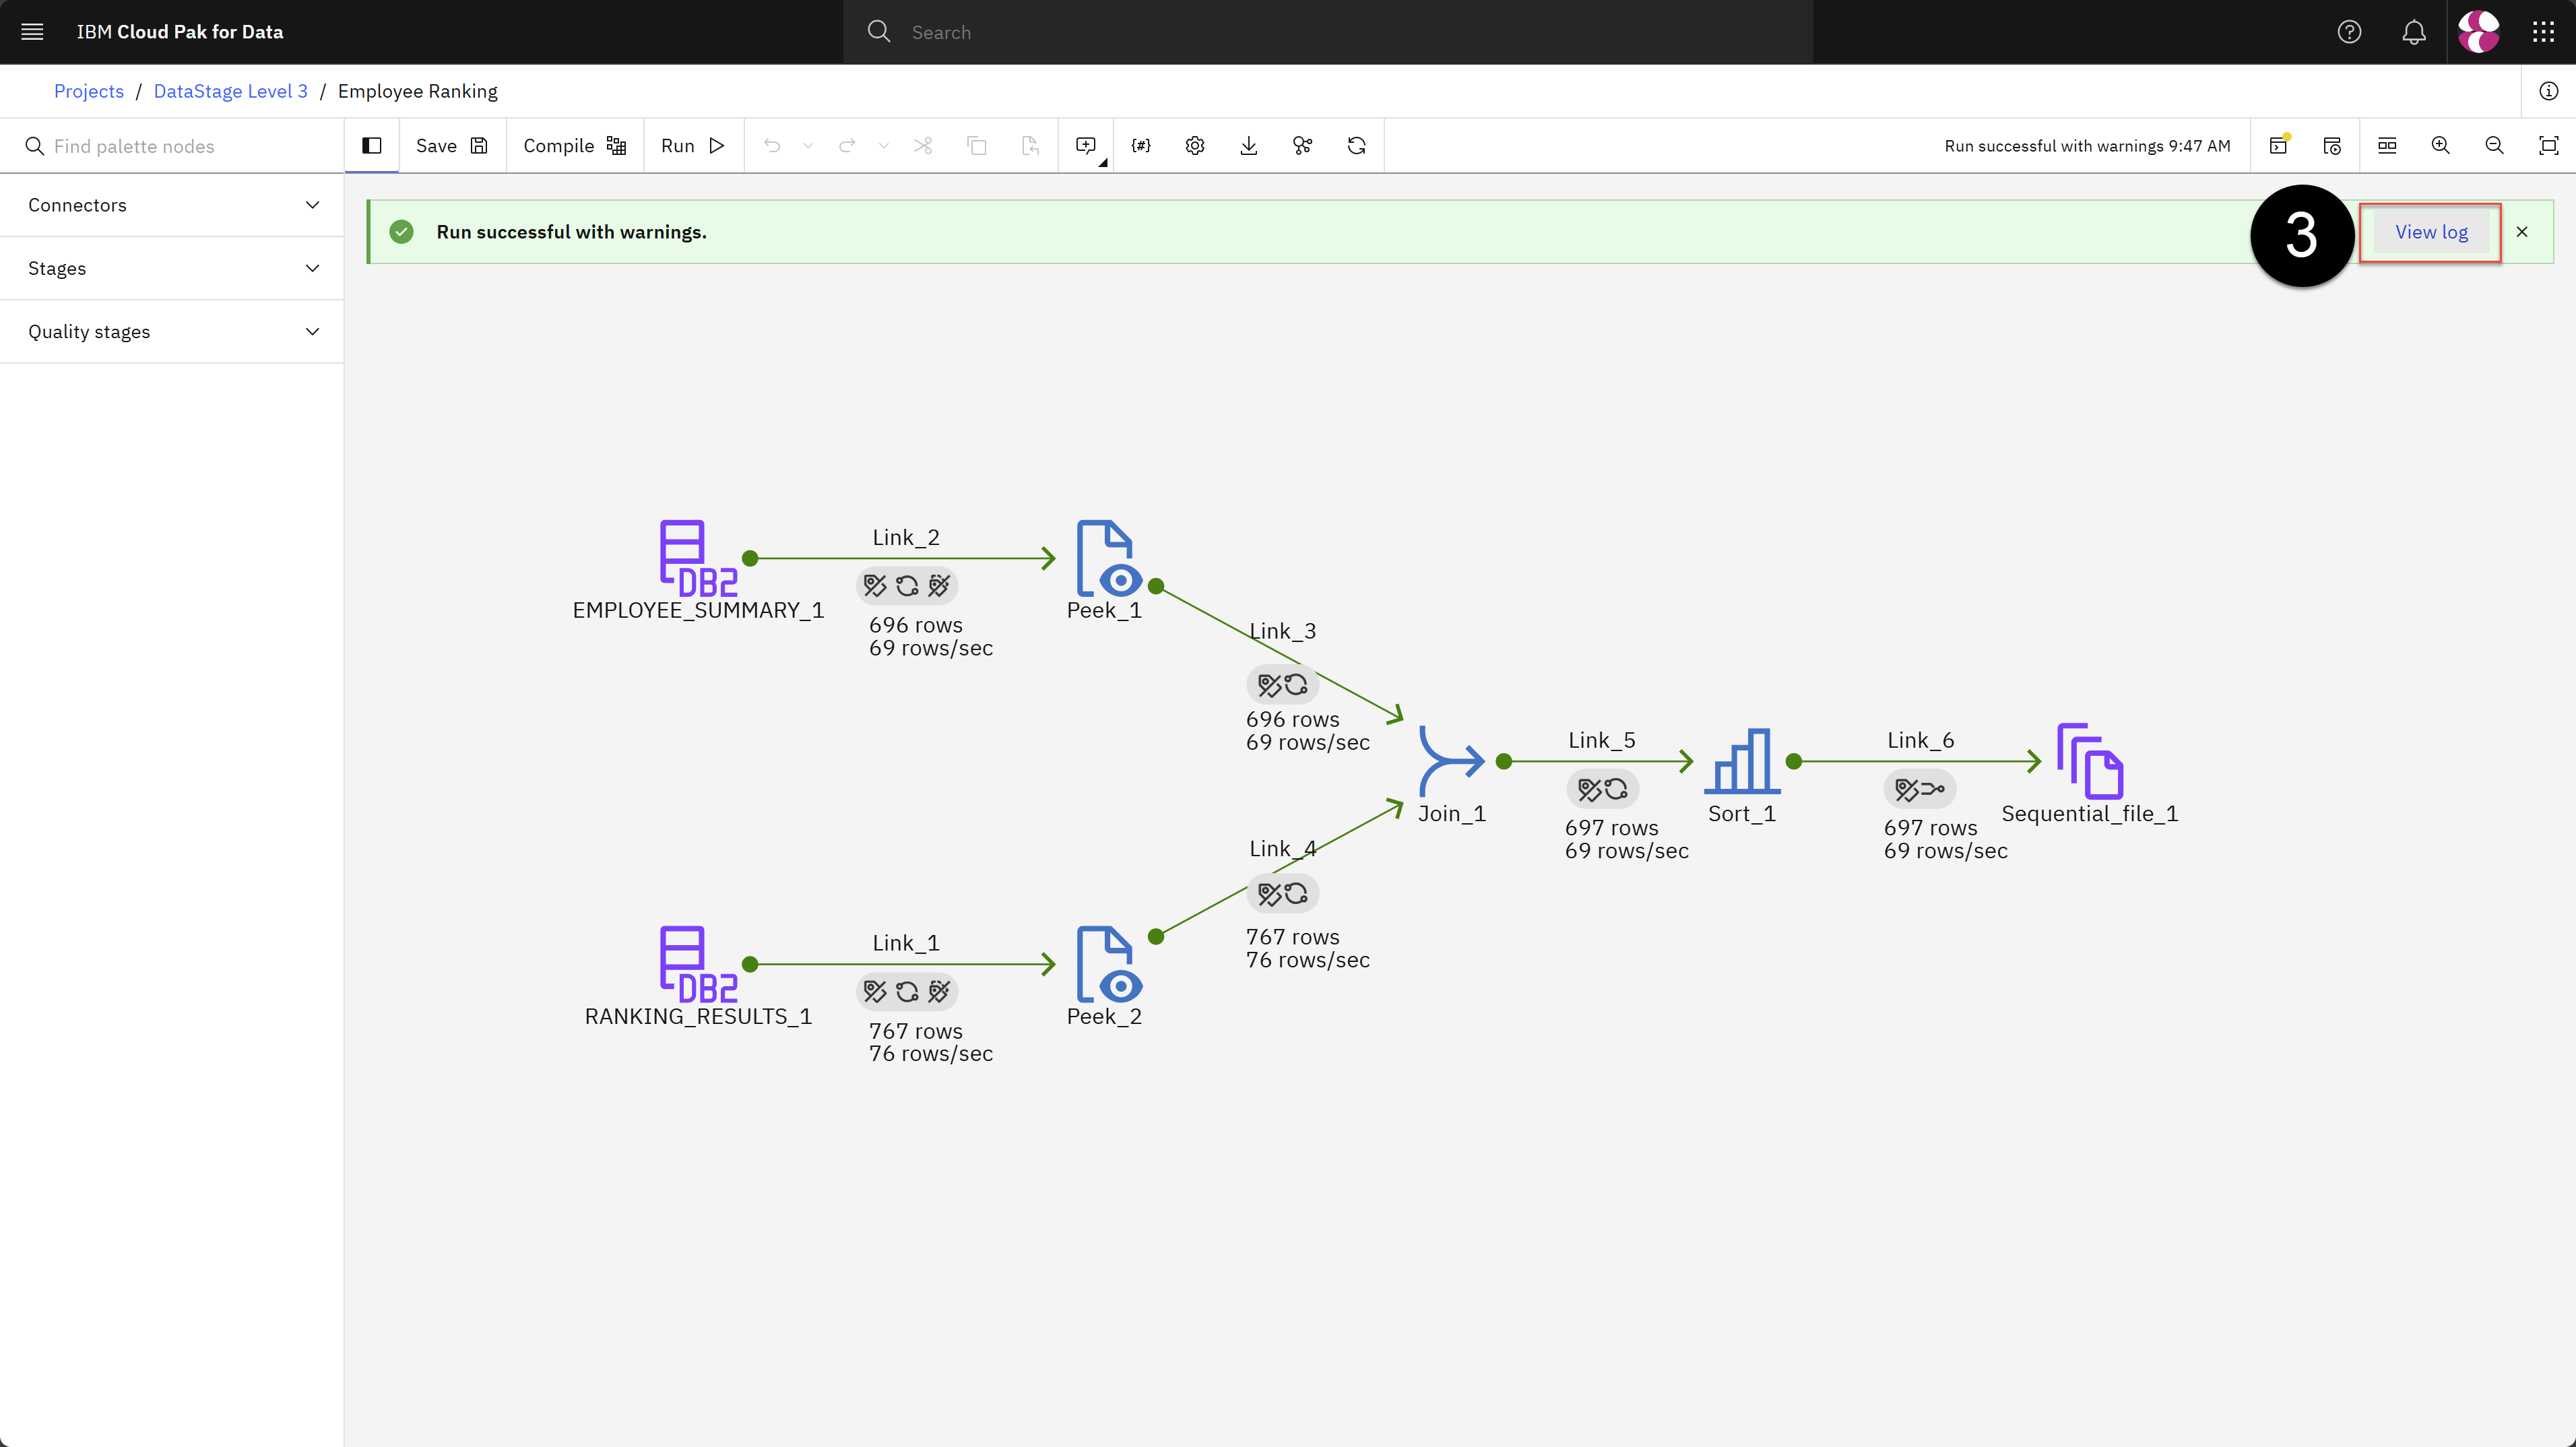 IBM Cloud Pak for Data
Search
Projects / DataStage Level 3 / Employee Ranking
Find palette nodes
Save
Compile
Run
{#}
Run successful with warnings 9:47 AM
Connectors
Stages
Quality stages
Run successful with warnings.
3
View log
Link_2
DB2
EMPLOYEE_SUMMARY_1
696 rows
69 rows/sec
Peek_1
Link_3
696 rows
69 rows/sec
Link_5
Join_1
697 rows
69 rows/sec
Sort_1
Link_6
697 rows
69 rows/sec
Sequential_file_1
Link_4
767 rows
76 rows/sec
Link_1
DB2
RANKING_RESULTS_1
767 rows
76 rows/sec
Peek_2